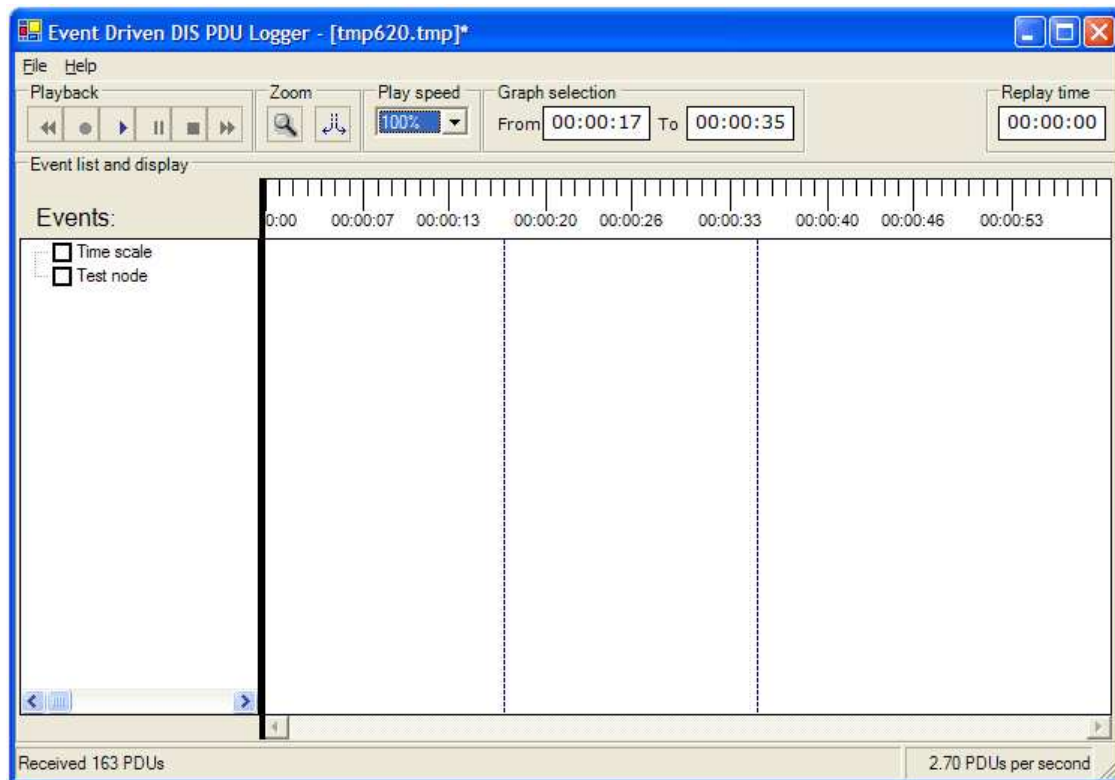 Event Driven DIS PDU Logger - [tmp620.tmp]*
File Help
Playback Zoom Play speed Graph selection Replay time
100% From 00:00:17 To 00:00:35 00:00:00
Event list and display
Events:
0:00 00:00:07 00:00:13 00:00:20 00:00:26 00:00:33 00:00:40 00:00:46 00:00:53
Time scale
Test node
Received 163 PDUs 2.70 PDUs per second